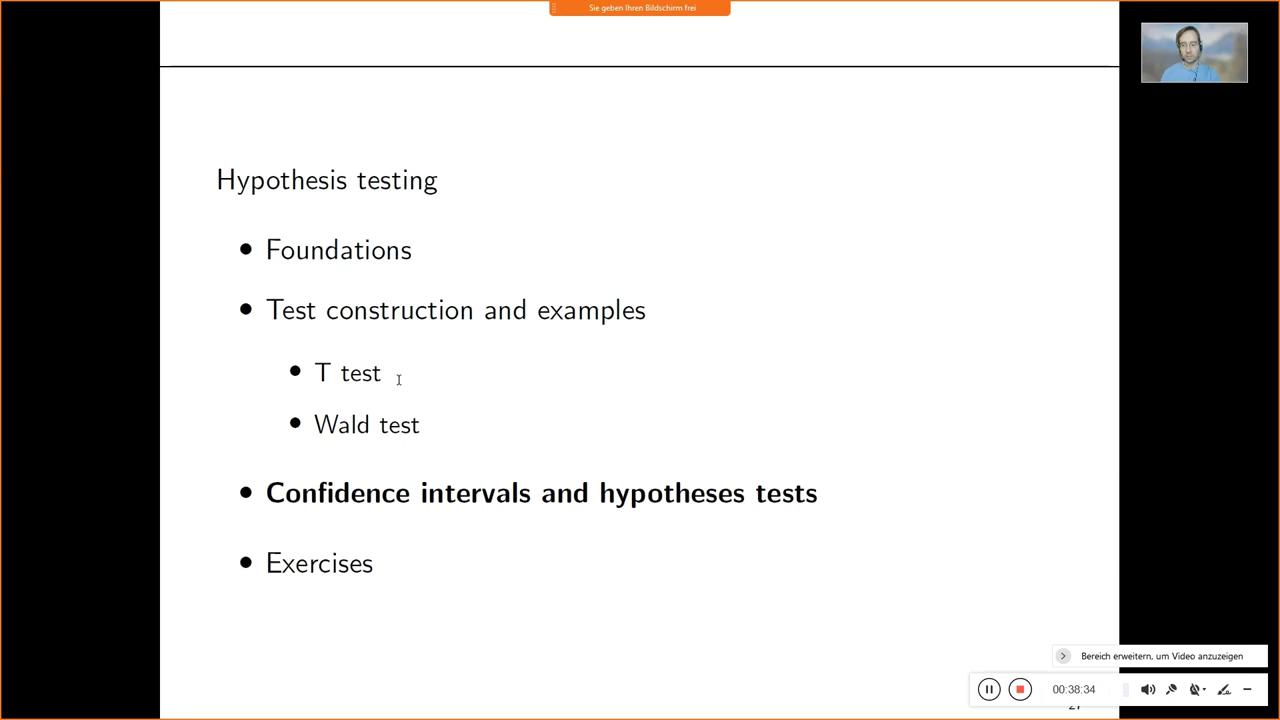 Sie geben Ihren Bildschirm frei
Hypothesis testing
• Foundations
• Test construction and examples
• T test
• Wald test
• Confidence intervals and hypotheses tests
• Exercises
Bereich erweitern, um Video anzuzeigen
00:38:34